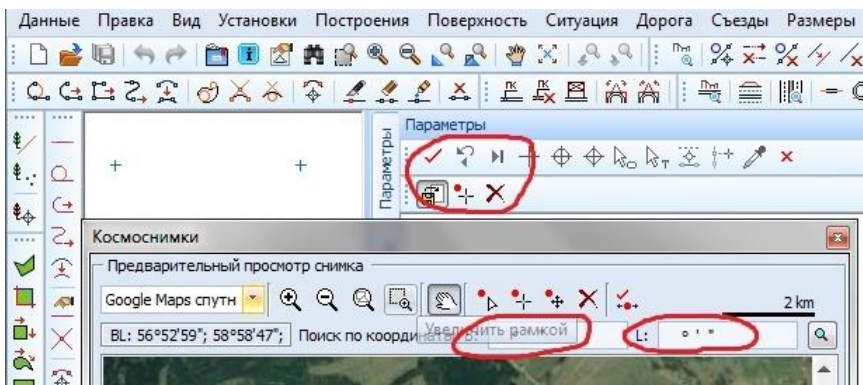 Данные Правка Вид Установки Построения Поверхность Ситуация Дорога Съезды Размеры
Параметры
Параметры
Космоснимки
Предварительный просмотр снимка
Google Maps спутн
2 km
BL: 56°52'59"; 58°58'47"; Поиск по координата
Увеличить рамкой
L: ° ' "